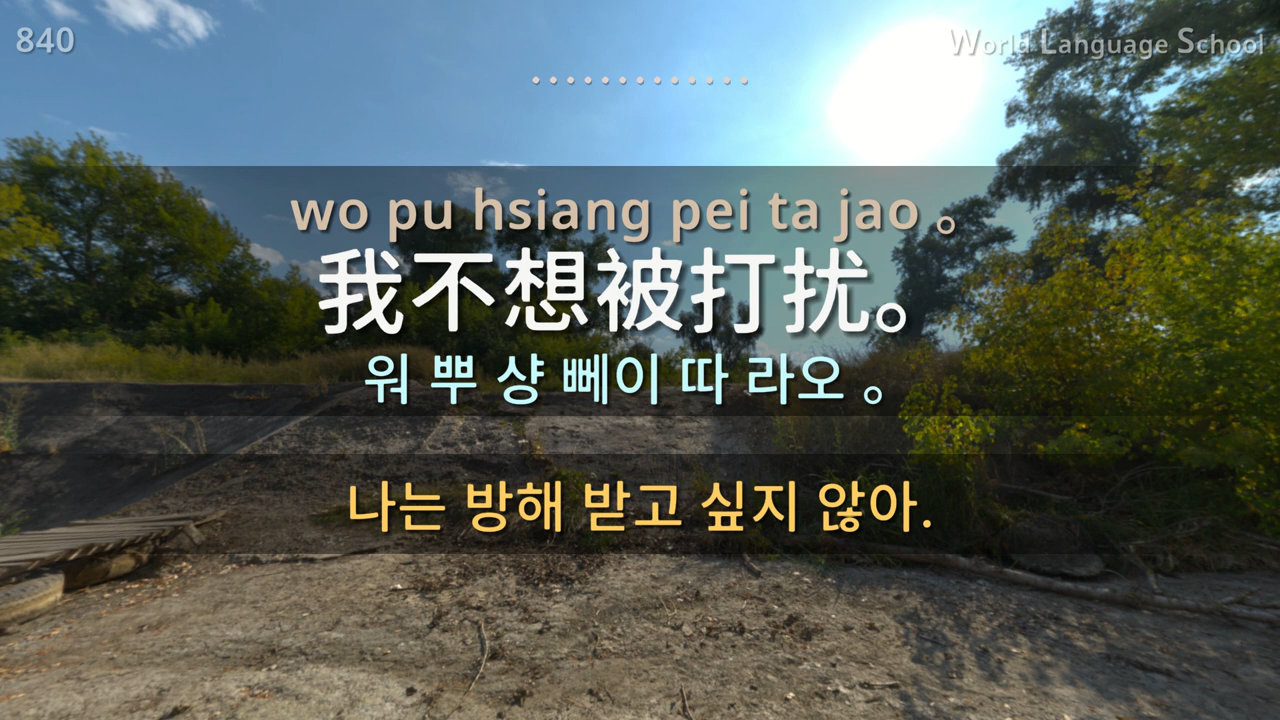 840
World Language School
wo pu hsiang pei ta jao 。
我不想被打扰。
워 뿌 샹 뻬이 따 라오 。
나는 방해 받고 싶지 않아.